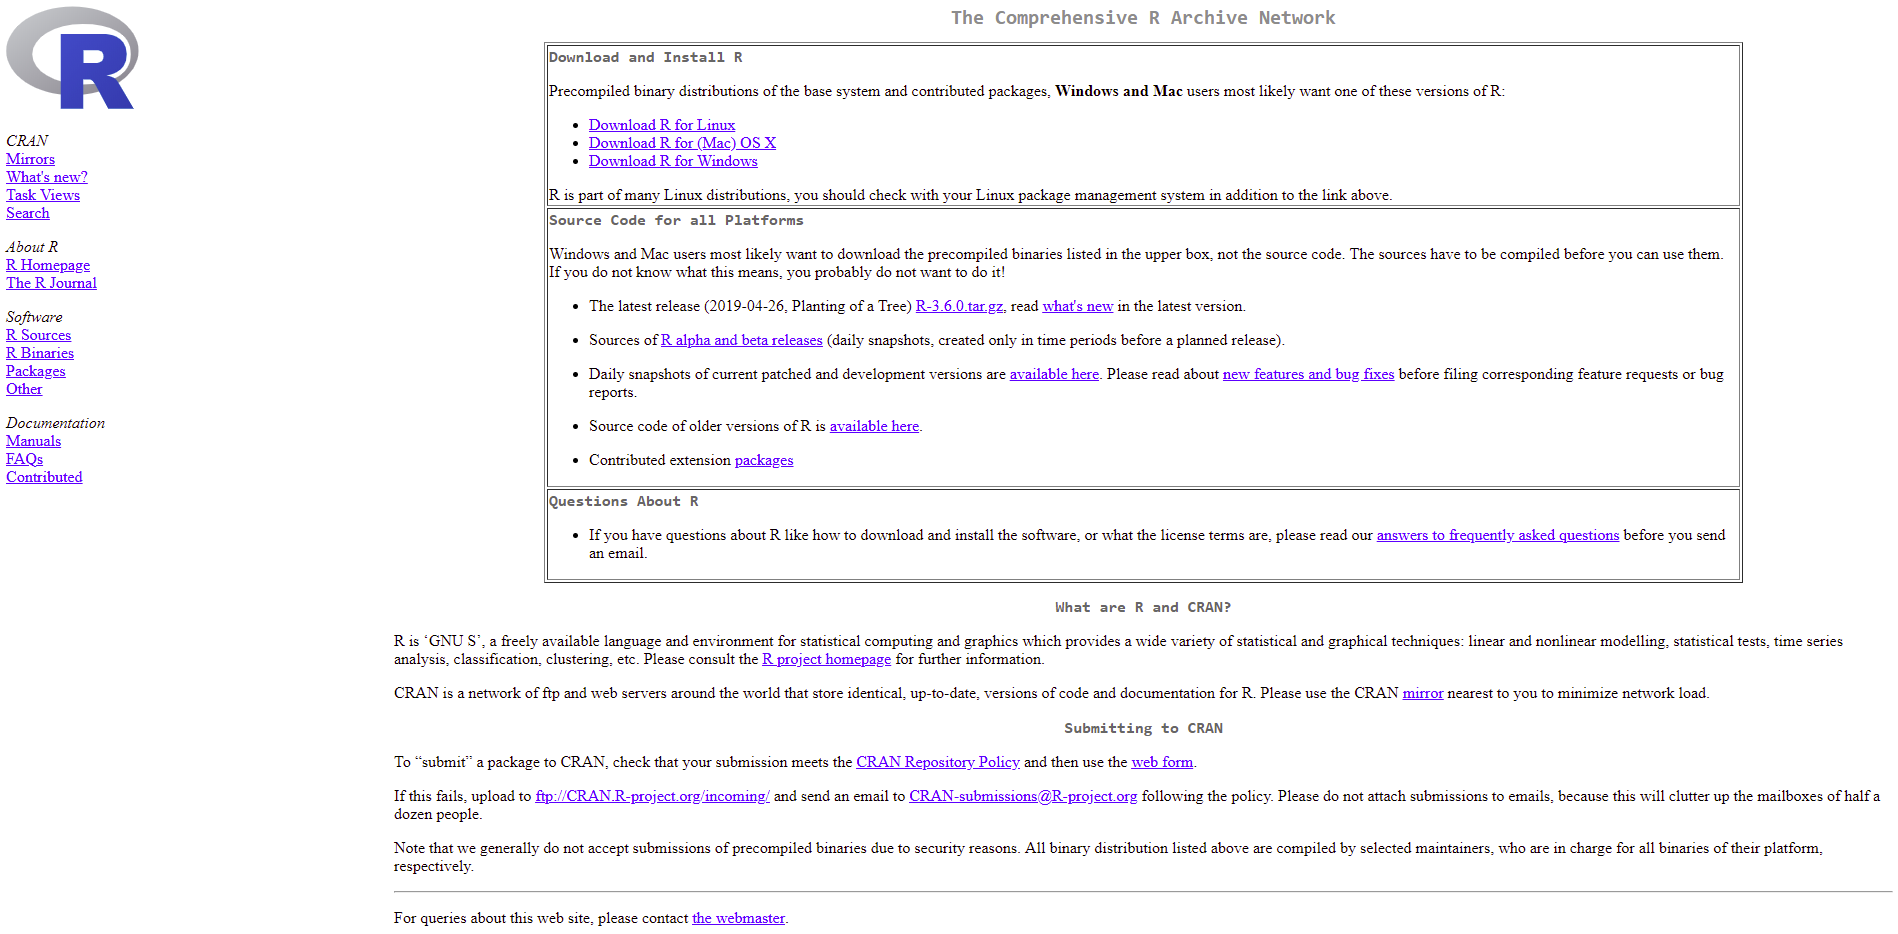 R
CRAN
Mirrors
What's new?
Task Views
Search
About R
R Homepage
The R Journal
Software
R Sources
R Binaries
Packages
Other
Documentation
Manuals
FAQs
Contributed
The Comprehensive R Archive Network
Download and Install R
Precompiled binary distributions of the base system and contributed packages, Windows and Mac users most likely want one of these versions of R:
Download R for Linux
Download R for (Mac) OS X
Download R for Windows
R is part of many Linux distributions, you should check with your Linux package management system in addition to the link above.
Source Code for all Platforms
Windows and Mac users most likely want to download the precompiled binaries listed in the upper box, not the source code. The sources have to be compiled before you can use them.
If you do not know what this means, you probably do not want to do it!
The latest release (2019-04-26, Planting of a Tree) R-3.6.0.tar.gz, read what's new in the latest version.
Sources of R alpha and beta releases (daily snapshots, created only in time periods before a planned release).
Daily snapshots of current patched and development versions are available here. Please read about new features and bug fixes before filing corresponding feature requests or bug
reports.
Source code of older versions of R is available here.
Contributed extension packages
Questions About R
If you have questions about R like how to download and install the software, or what the license terms are, please read our answers to frequently asked questions before you send
an email.
What are R and CRAN?
R is ‘GNU S’, a freely available language and environment for statistical computing and graphics which provides a wide variety of statistical and graphical techniques: linear and nonlinear modelling, statistical tests, time series
analysis, classification, clustering, etc. Please consult the R project homepage for further information.
CRAN is a network of ftp and web servers around the world that store identical, up-to-date, versions of code and documentation for R. Please use the CRAN mirror nearest to you to minimize network load.
Submitting to CRAN
To “submit” a package to CRAN, check that your submission meets the CRAN Repository Policy and then use the web form.
If this fails, upload to ftp://CRAN.R-project.org/incoming/ and send an email to CRAN-submissions@R-project.org following the policy. Please do not attach submissions to emails, because this will clutter up the mailboxes of half a
dozen people.
Note that we generally do not accept submissions of precompiled binaries due to security reasons. All binary distribution listed above are compiled by selected maintainers, who are in charge for all binaries of their platform,
respectively.
For queries about this web site, please contact the webmaster.